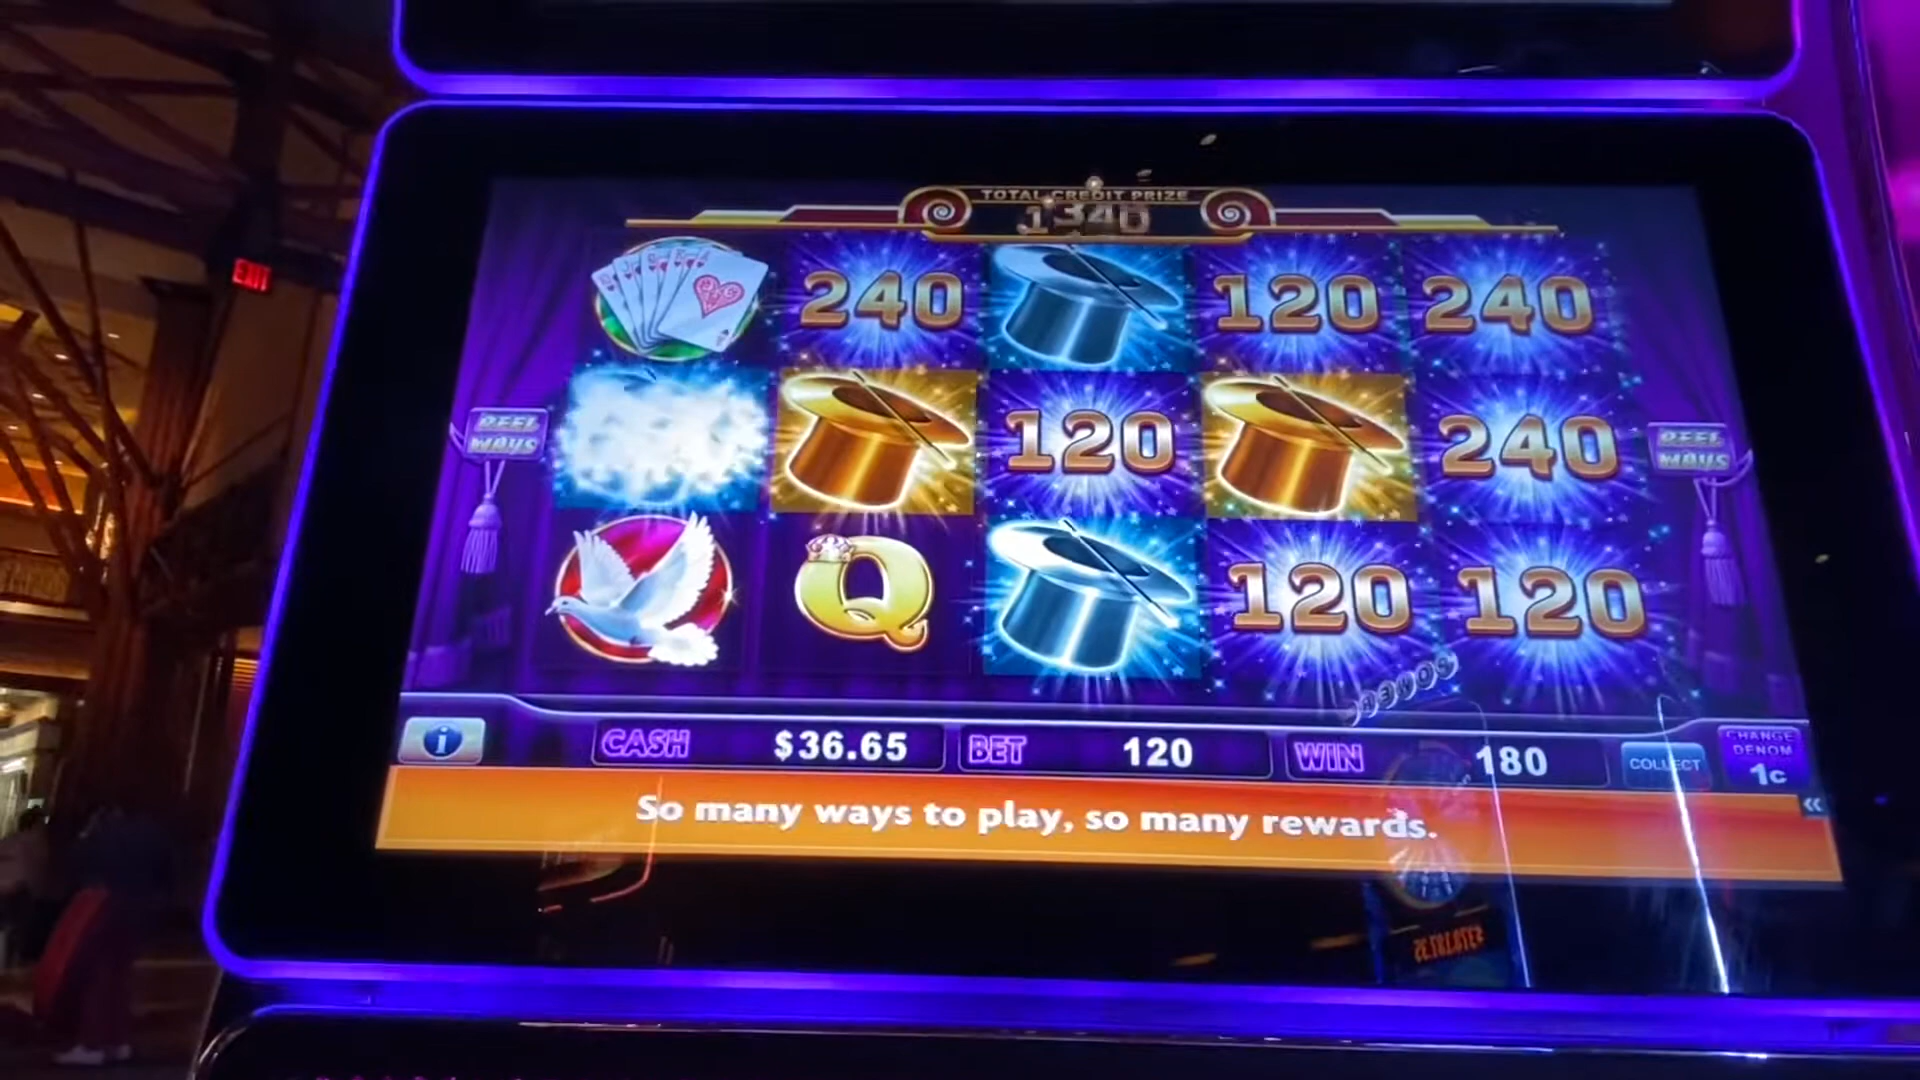 TOTAL CREDIT PRIZE
1340
240
120
240
EXIT
REEL
WAYS
120
240
REEL
WAYS
Q
120
120
CASH $36.65 BET 120 WIN 180 COLLECT CHANGE
DENOM
1¢
So many ways to play, so many rewards.